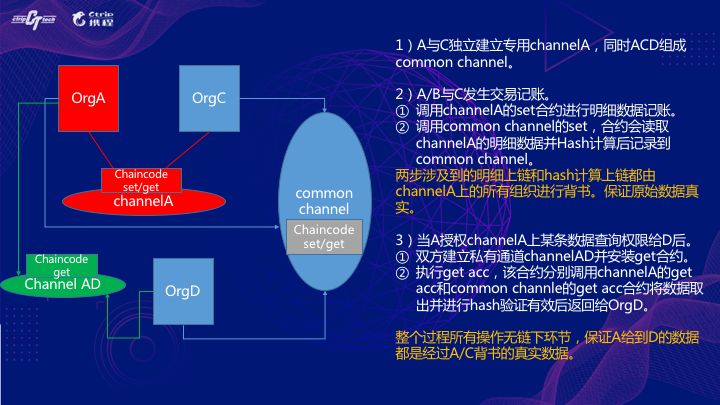 ctrip tech
Ctrip
携程
OrgA
OrgC
Chaincode
set/get
channelA
common
channel
Chaincode
set/get
Chaincode
get
Channel AD
OrgD
1）A与C独立建立专用channelA，同时ACD组成
common channel。
2）A/B与C发生交易记账。
① 调用channelA的set合约进行明细数据记账。
② 调用common channel的set，合约会读取
channelA的明细数据并Hash计算后记录到
common channel。
两步涉及到的明细上链和hash计算上链都由
channelA上的所有组织进行背书。保证原始数据真
实。
3）当A授权channelA上某条数据查询权限给D后。
① 双方建立私有通道channelAD并安装get合约。
② 执行get acc，该合约分别调用channelA的get
acc和common channle的get acc合约将数据取
出并进行hash验证有效后返回给OrgD。
整个过程所有操作无链下环节，保证A给到D的数据
都是经过A/C背书的真实数据。